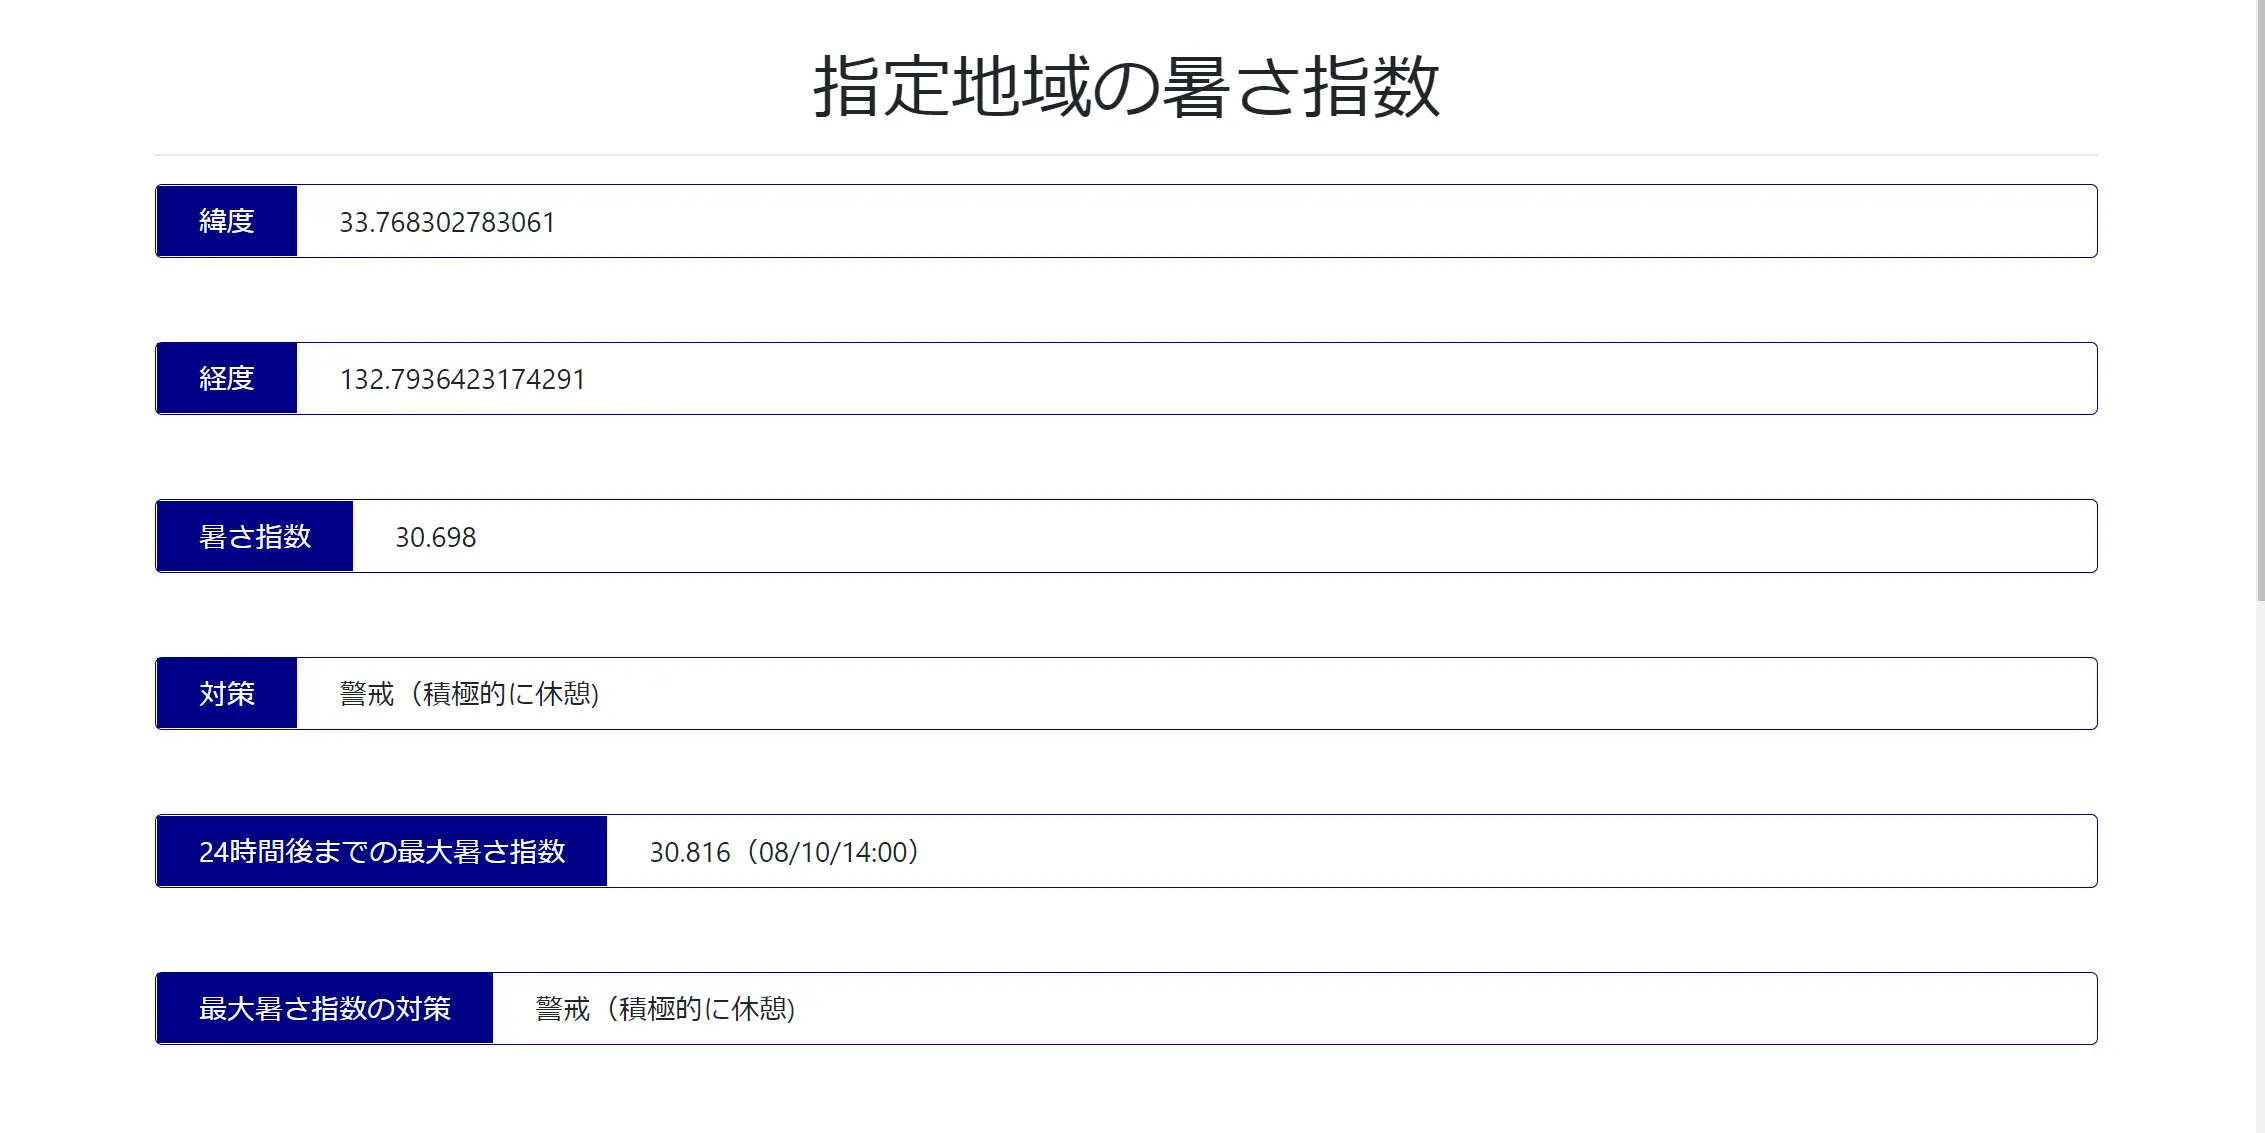 指定地域の暑さ指数
緯度 33.768302783061
経度 132.7936423174291
暑さ指数 30.698
対策 警戒（積極的に休憩)
24時間後までの最大暑さ指数 30.816（08/10/14:00）
最大暑さ指数の対策 警戒（積極的に休憩)